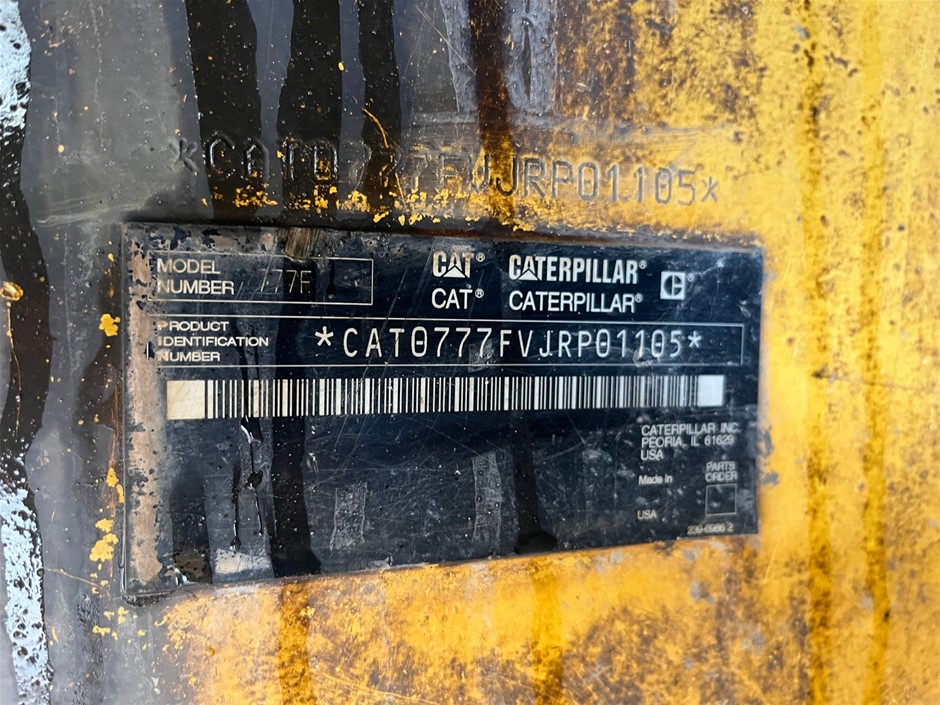 *CAT0777FVJRP01105*
MODEL NUMBER 777F
CAT® CATERPILLAR®
CAT® CATERPILLAR®
PRODUCT
IDENTIFICATION
NUMBER
*CAT0777FVJRP01105*
CATERPILLAR INC.
PEORIA, IL 61629
USA
Made in
USA
PARTS
ORDER